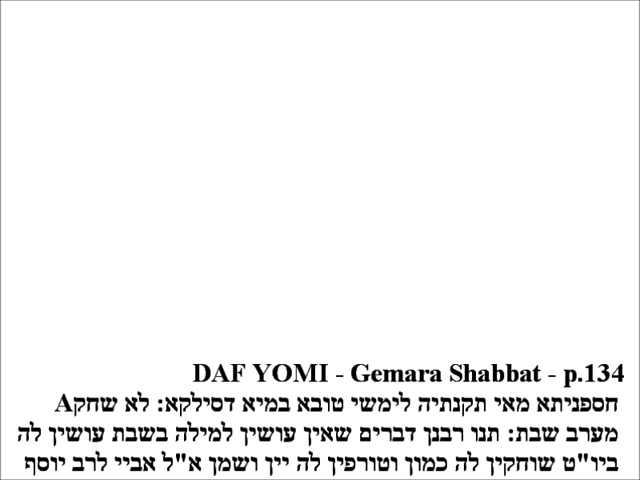 DAF YOMI - Gemara Shabbat - p.134
חספניתא מאי תקנתיה לימשי טובא במיא דסילקא: לא שחקA
מערב שבת: תנו רבנן דברים שאין עושין למילה בשבת עושין לה
ביו"ט שוחקין לה כמון וטורפין לה יין ושמן א"ל אביי לרב יוסף